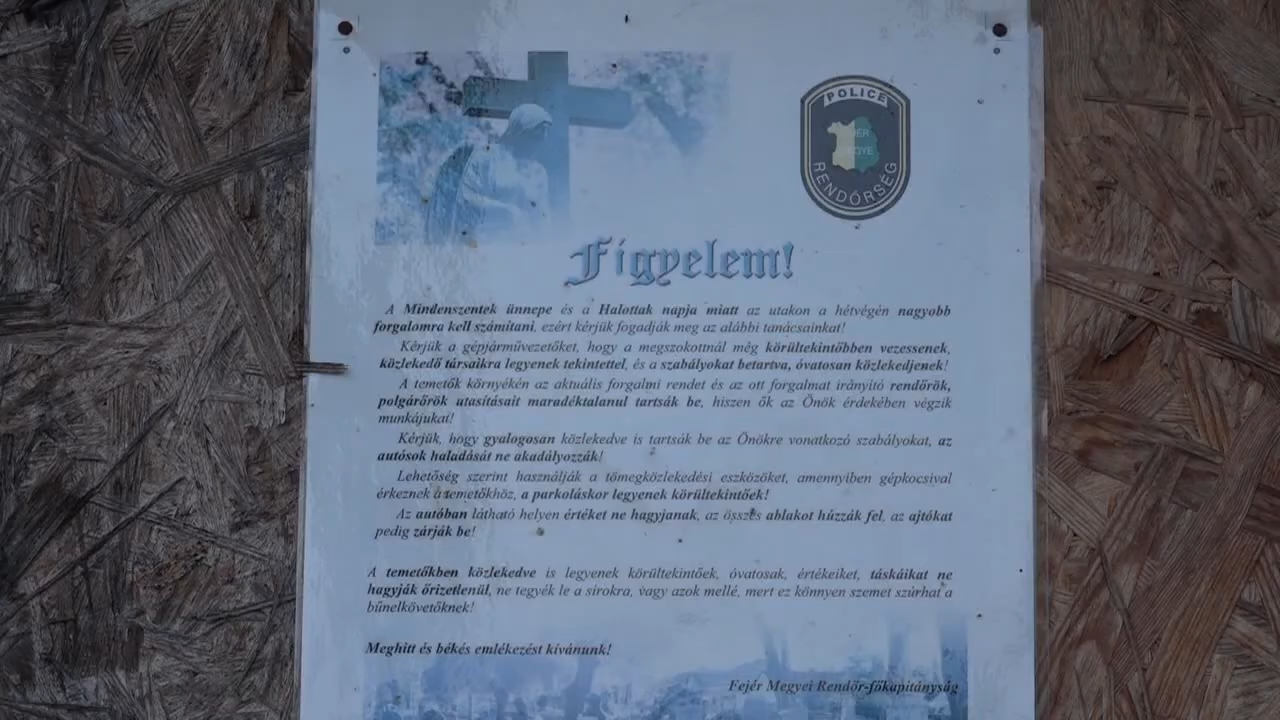 POLICE
FEJÉR
MEGYE
RENDŐRSÉG
Figyelem!
A Mindenszentek ünnepe és a Halottak napja miatt az utakon a hétvégén nagyobb
forgalomra kell számítani, ezért kérjük fogadják meg az alábbi tanácsainkat!
Kérjük a gépjárművezetőket, hogy a megszokottnál még körültekintőbben vezessenek,
közlekedő társaikra legyenek tekintettel, és a szabályokat betartva, óvatosan közlekedjenek!
A temetők környékén az aktuális forgalmi rendet és az ott forgalmat irányító rendőrök,
polgárőrök utasításait maradéktalanul tartsák be, hiszen ők az Önök érdekében végzik
munkájukat!
Kérjük, hogy gyalogosan közlekedve is tartsák be az Önökre vonatkozó szabályokat, az
autósok haladását ne akadályozzák!
Lehetőség szerint használják a tömegközlekedési eszközöket, amennyiben gépkocsival
érkeznek a temetőkhöz, a parkoláskor legyenek körültekintőek!
Az autóban látható helyen értéket ne hagyjanak, az összes ablakot húzzák fel, az ajtókat
pedig zárják be!
A temetőkben közlekedve is legyenek körültekintőek, óvatosak, értékeiket, táskáikat ne
hagyják őrizetlenül, ne tegyék le a sírokra, vagy azok mellé, mert ez könnyen szemet szúrhat a
bűnelkövetőknek!
Meghitt és békés emlékezést kívánunk!
Fejér Megyei Rendőr-főkapitányság